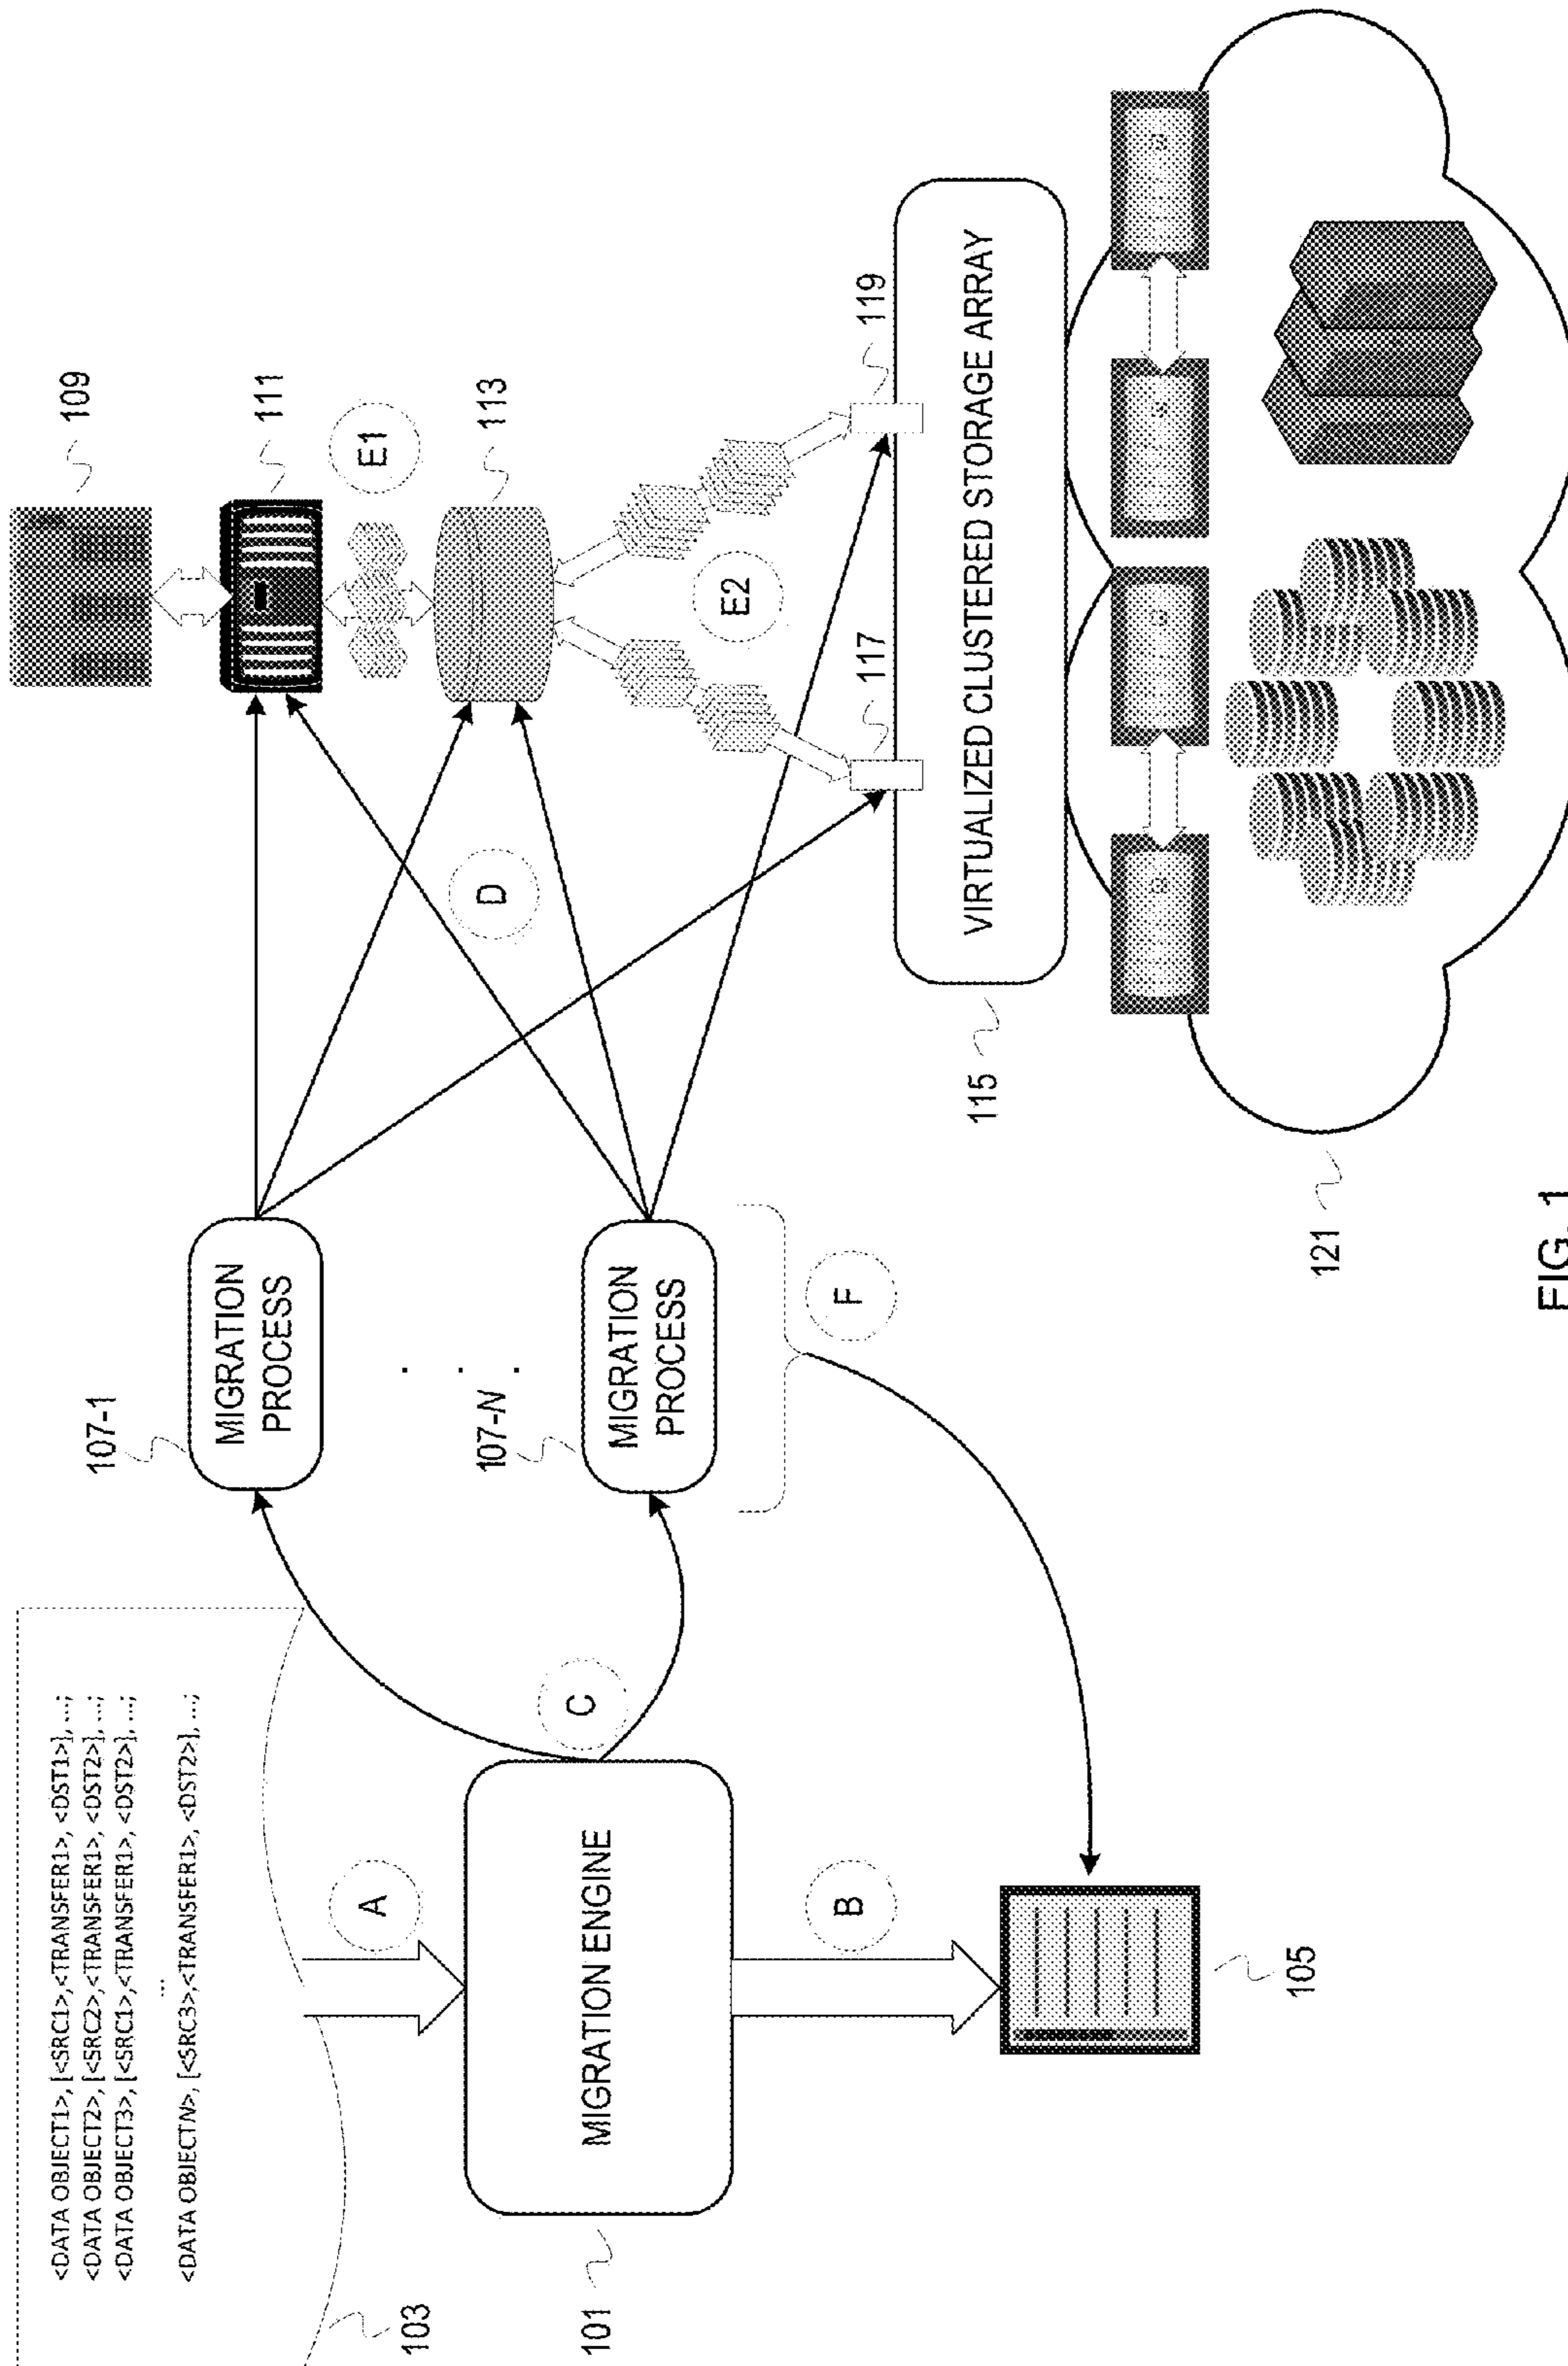 <DATA OBJECT1>, [<SRC1>,<TRANSFER1>, <DST1>], ...;
<DATA OBJECT2>, [<SRC2>,<TRANSFER1>, <DST2>], ...;
<DATA OBJECT3>, [<SRC1>,<TRANSFER1>, <DST2>], ...;
...
<DATA OBJECTN>, [<SRC3>,<TRANSFER1>, <DST2>], ...;
103
A
MIGRATION ENGINE
101
B
105
C
107-1
MIGRATION
PROCESS
. . .
107-N
MIGRATION
PROCESS
F
D
109
111
E1
113
E2
117
119
VIRTUALIZED CLUSTERED STORAGE ARRAY
115
121
FIG. 1